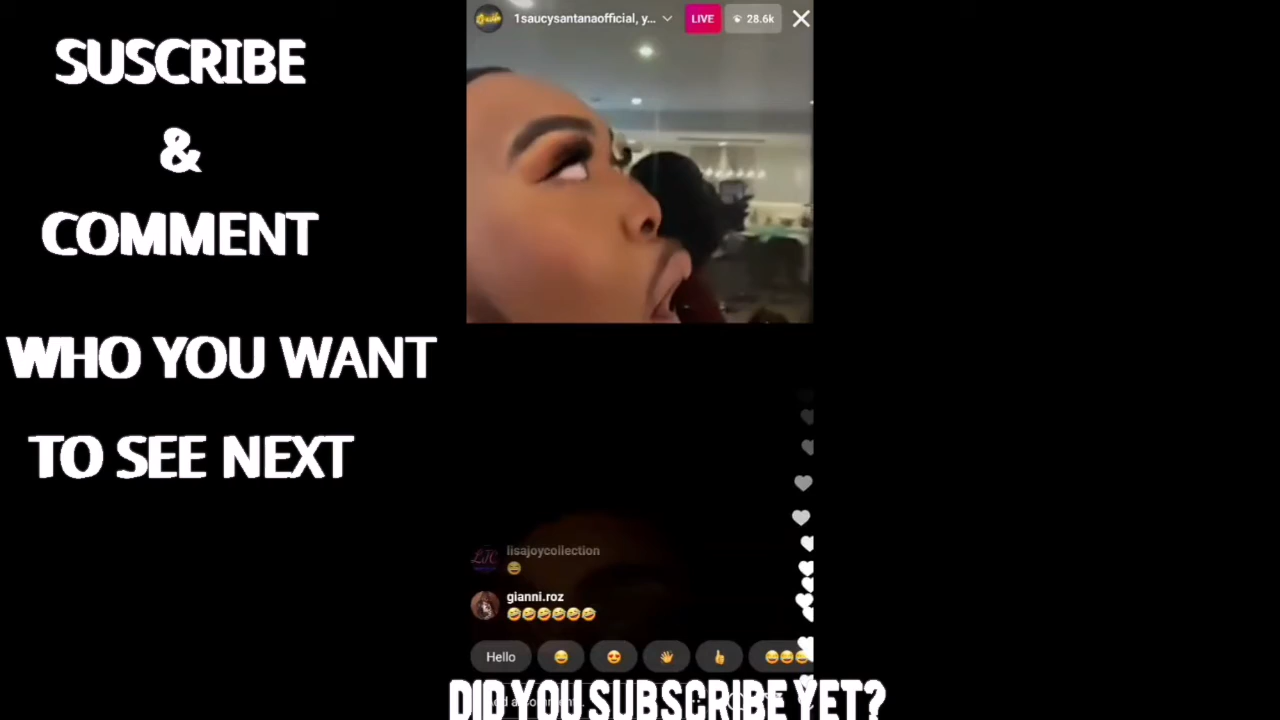 SUSCRIBE
&
COMMENT
WHO YOU WANT
TO SEE NEXT
1saucysantanaofficial, y...
LIVE
28.6k
lisajoycollection
gianni.roz
Hello
DID YOU SUBSCRIBE YET?